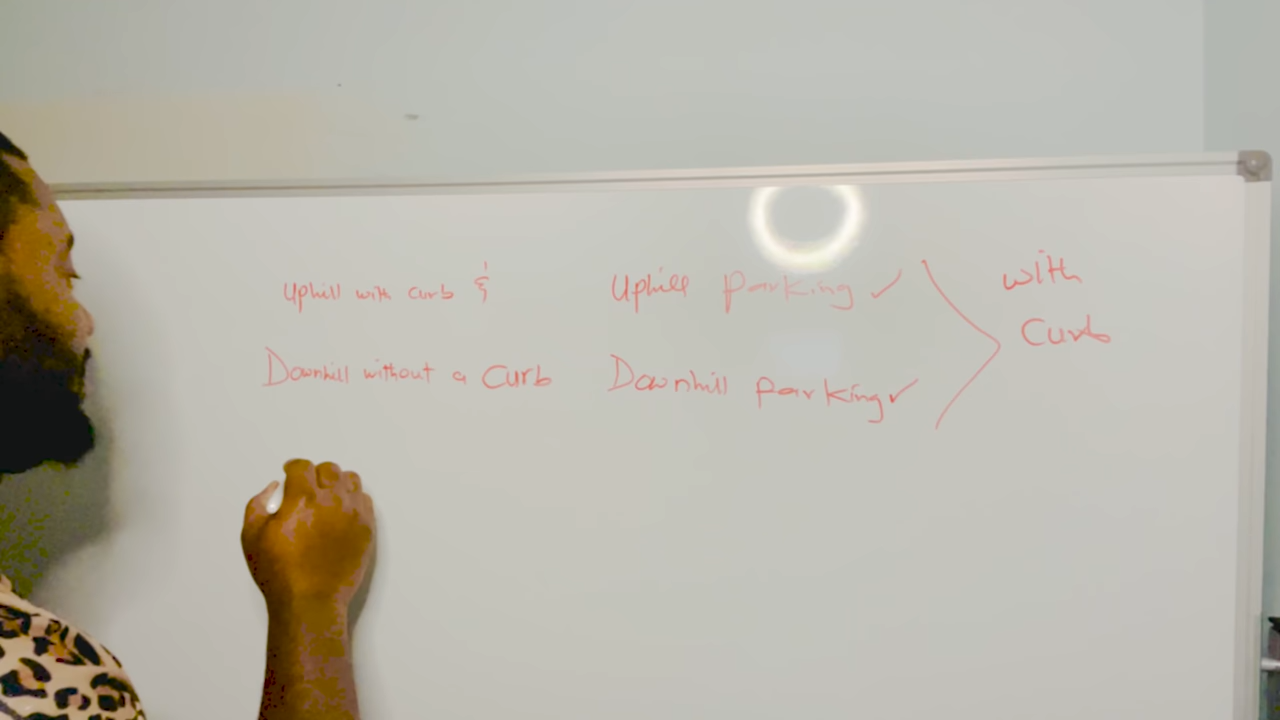 Uphill with curb &
Downhill without a Curb
Uphill parking ✓
Downhill parking ✓
with
Curb